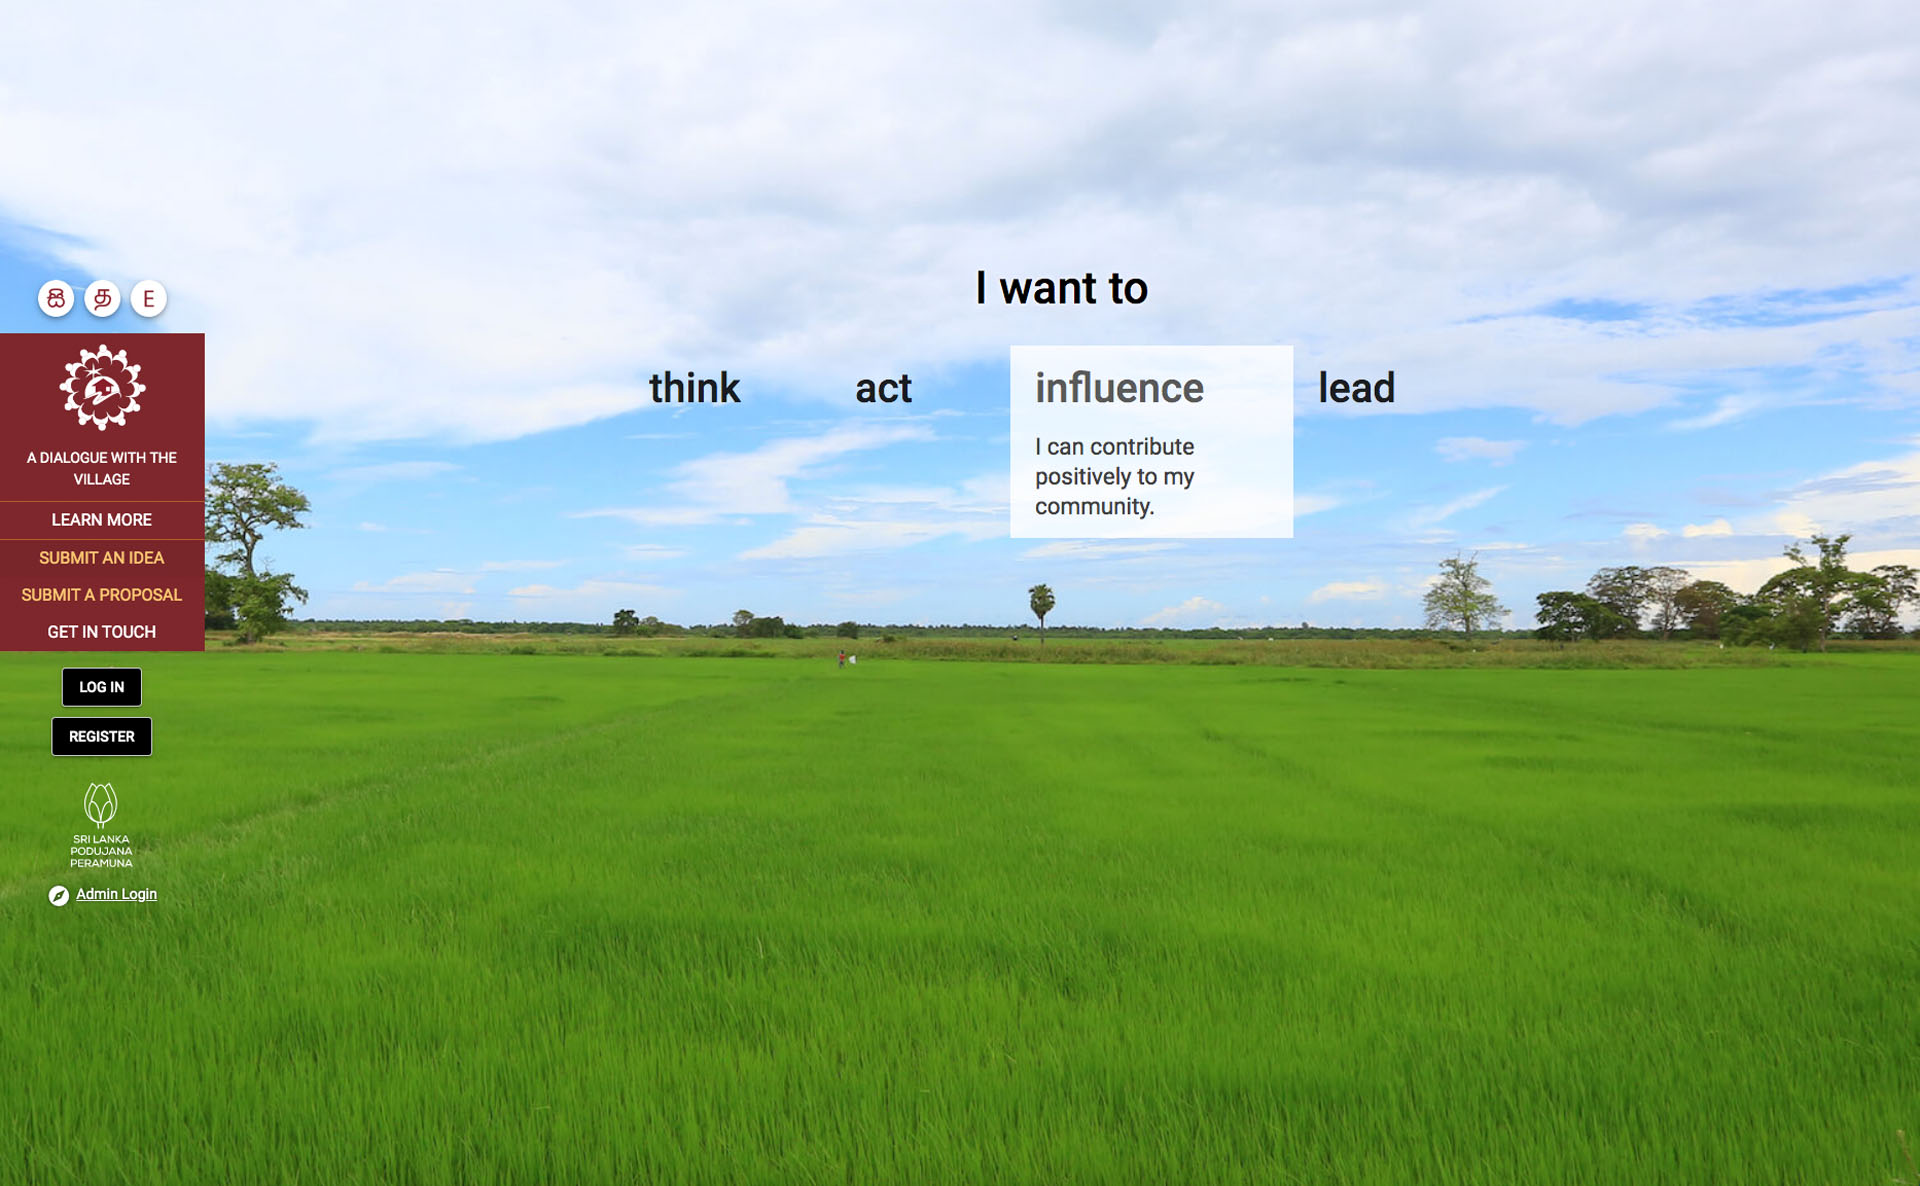 I want to
think act influence lead
I can contribute
positively to my
community.
සි த E
A DIALOGUE WITH THE
VILLAGE
LEARN MORE
SUBMIT AN IDEA
SUBMIT A PROPOSAL
GET IN TOUCH
LOG IN
REGISTER
SRI LANKA
PODUJANA
PERAMUNA
Admin Login